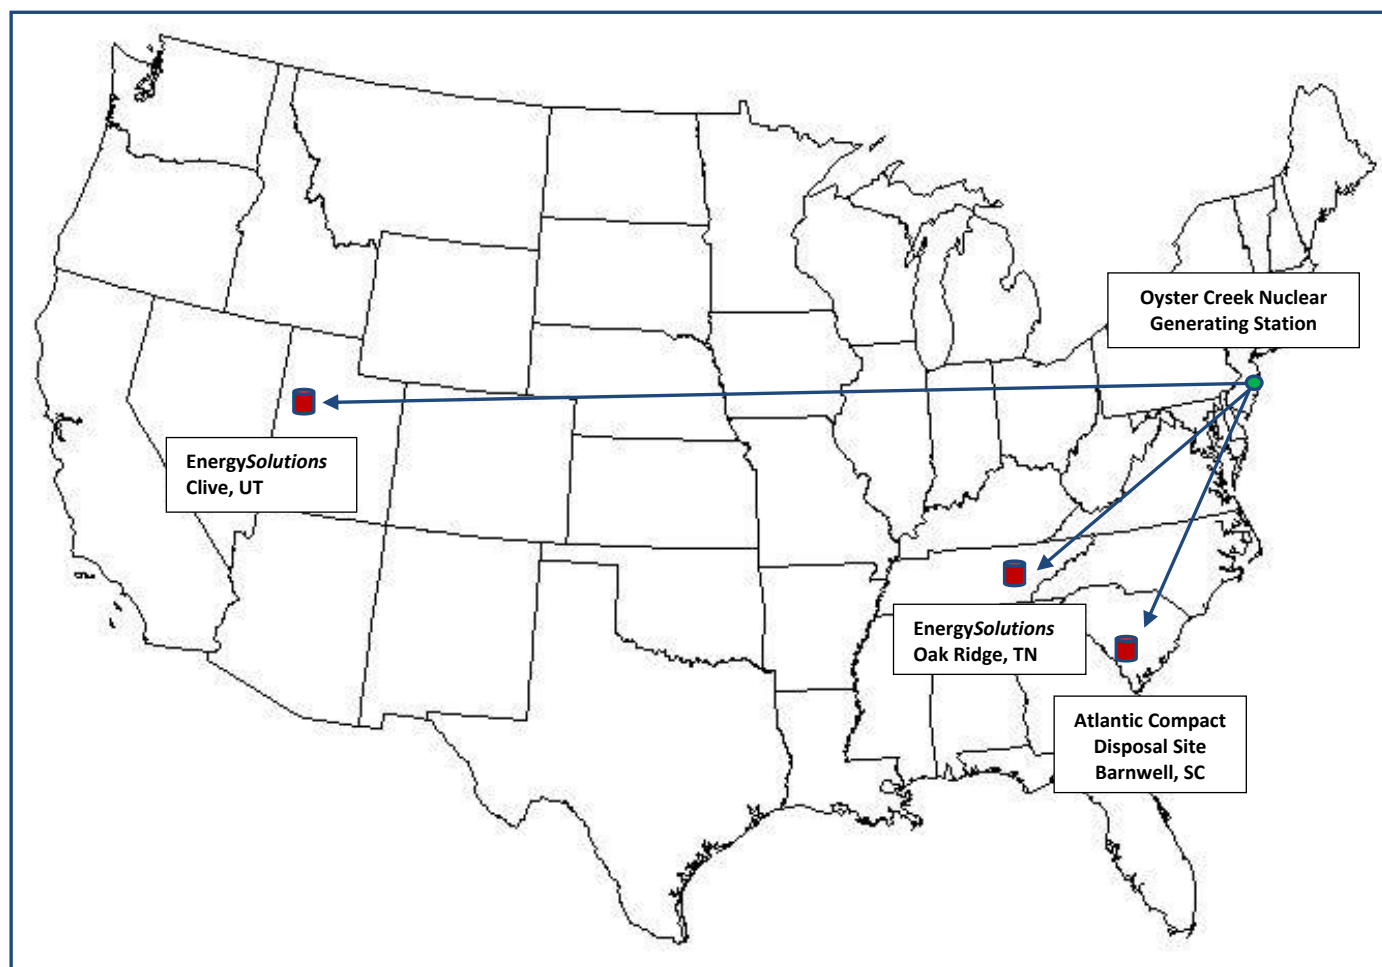 Oyster Creek Nuclear
Generating Station
EnergySolutions
Clive, UT
EnergySolutions
Oak Ridge, TN
Atlantic Compact
Disposal Site
Barnwell, SC